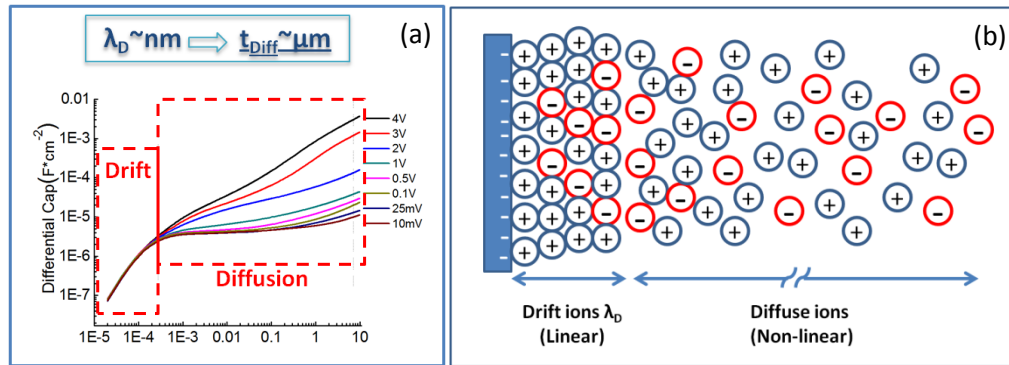 λD~nm ⇨ tDiff~μm
(a)
Differential Cap(F*cm-2)
0.01
1E-3
1E-4
1E-5
1E-6
1E-7
Drift
Diffusion
4V
3V
2V
1V
0.5V
0.1V
25mV
10mV
1E-5 1E-4 1E-3 0.01 0.1 1 10
(b)
Drift ions λD
(Linear)
Diffuse ions
(Non-linear)